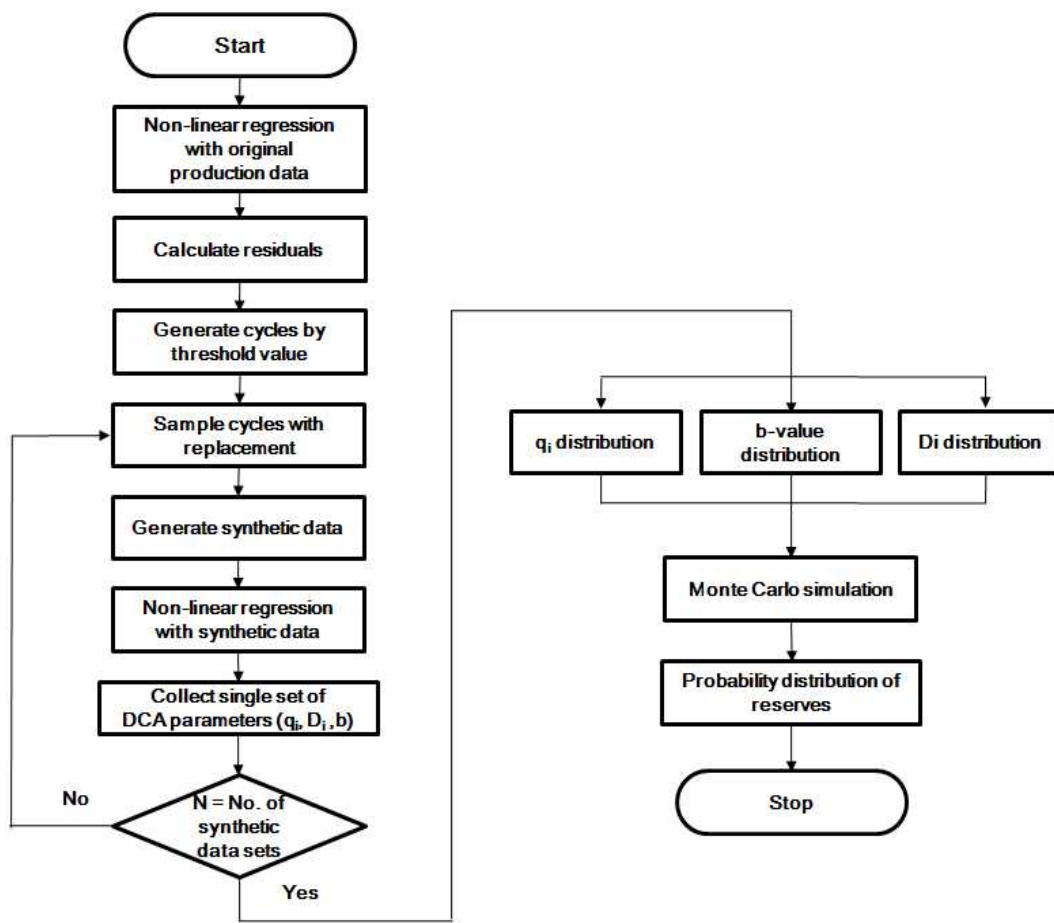 Start
Non-linear regression
with original
production data
Calculate residuals
Generate cycles by
threshold value
Sample cycles with
replacement
Generate synthetic data
Non-linear regression
with synthetic data
Collect single set of
DCA parameters (qᵢ, Dᵢ ,b)
No
N = No. of
synthetic
data sets
Yes
qᵢ distribution
b-value
distribution
Di distribution
Monte Carlo simulation
Probability distribution of
reserves
Stop